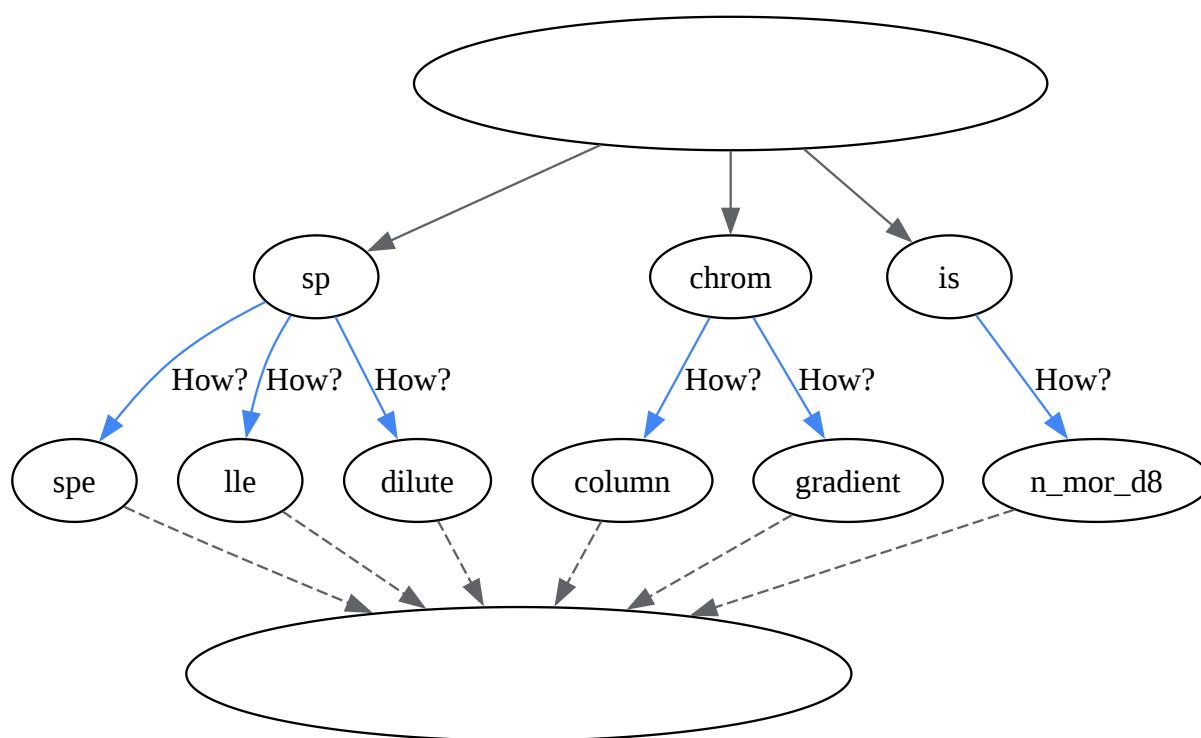 sp
chrom
is
How?
How?
How?
How?
How?
How?
spe
lle
dilute
column
gradient
n_mor_d8